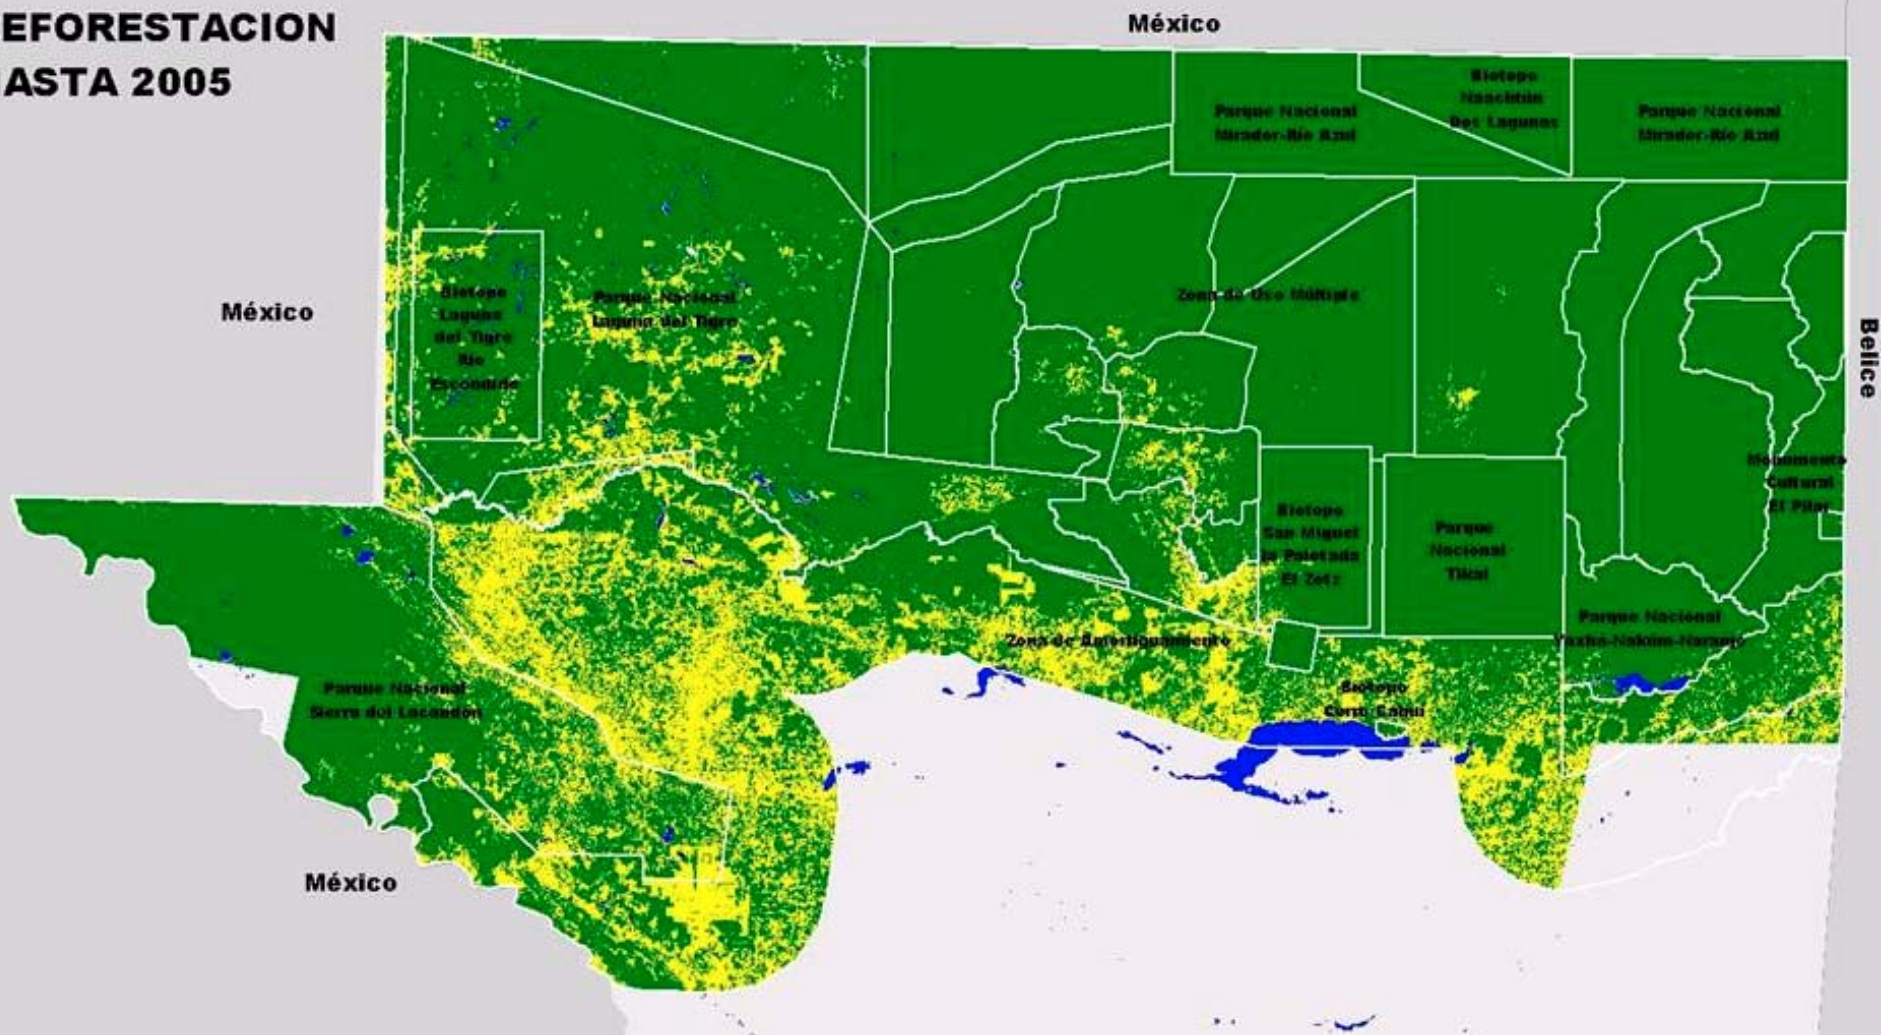 EFORESTACION
ASTA 2005
México
Biotopo
Naachtún
Dos Lagunas
Parque Nacional
Mirador-Río Azul
Parque Nacional
Mirador-Río Azul
México
Biotopo
Laguna
del Tigre
Río
Escondido
Parque Nacional
Laguna del Tigre
Zona de Uso Múltiple
Belice
Monumento
Cultural
El Pilar
Biotopo
San Miguel
la Palotada
El Zotz
Parque
Nacional
Tikal
Parque Nacional
Yaxhá-Nakúm-Naranjo
Zona de Amortiguamiento
Parque Nacional
Sierra del Lacandón
Biotopo
Cerro Cahuí
México